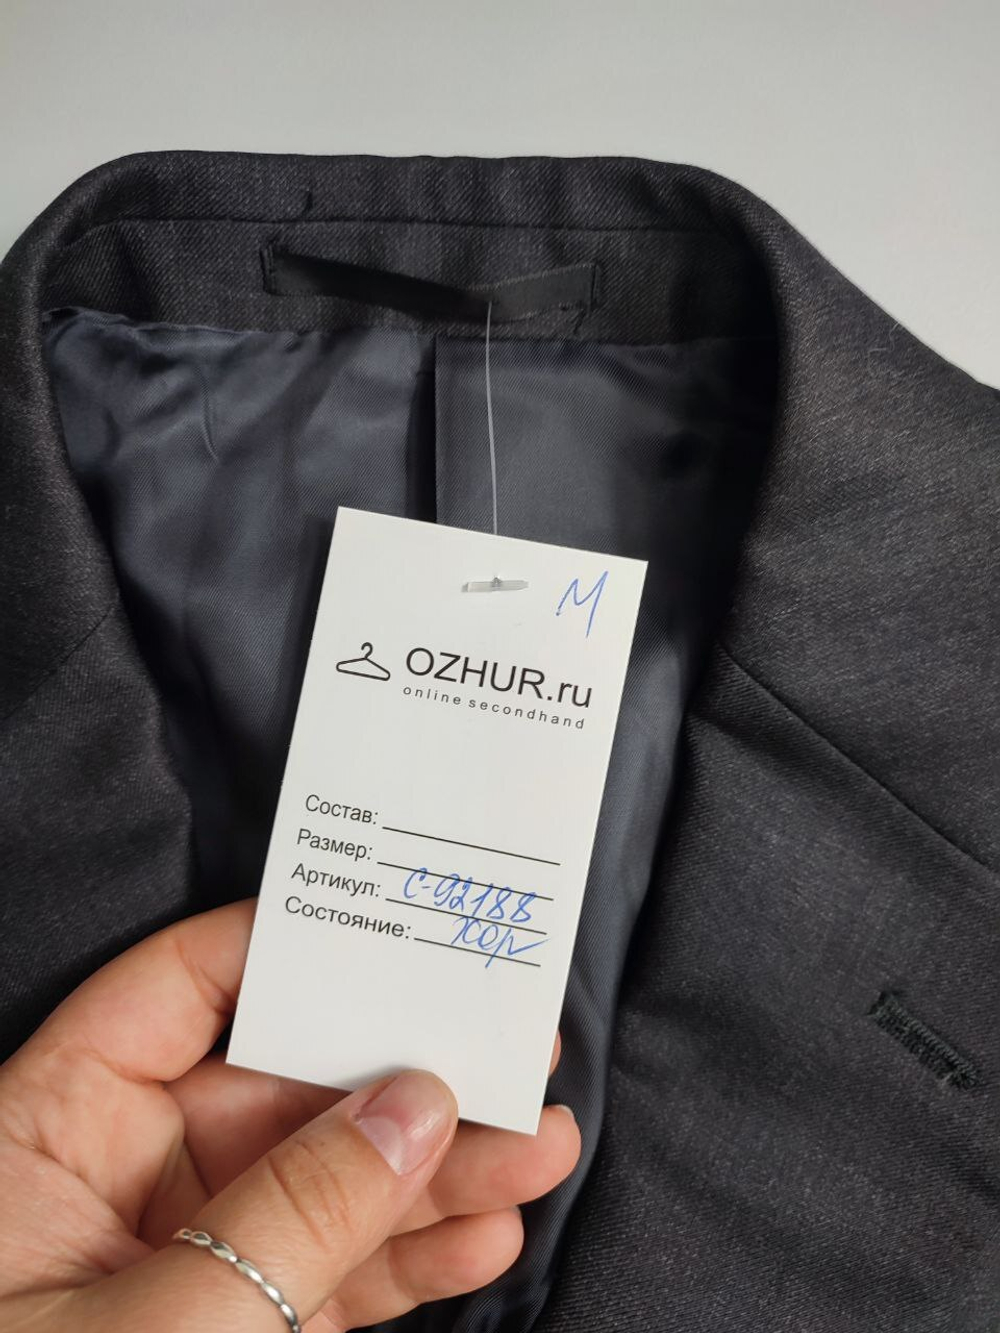 М
OZHUR.ru
online secondhand
Состав:
Размер:
Артикул: С-92188
Состояние: хор